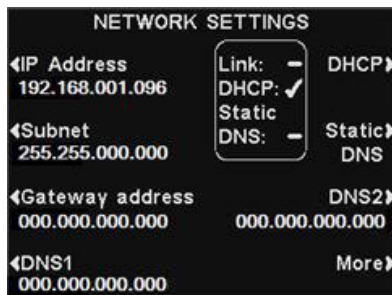 NETWORK SETTINGS
IP Address
192.168.001.096
Link: –
DHCP: ✓
Static
DNS: –
DHCP
Subnet
255.255.000.000
Static
DNS
Gateway address
000.000.000.000
DNS2
000.000.000.000
DNS1
000.000.000.000
More